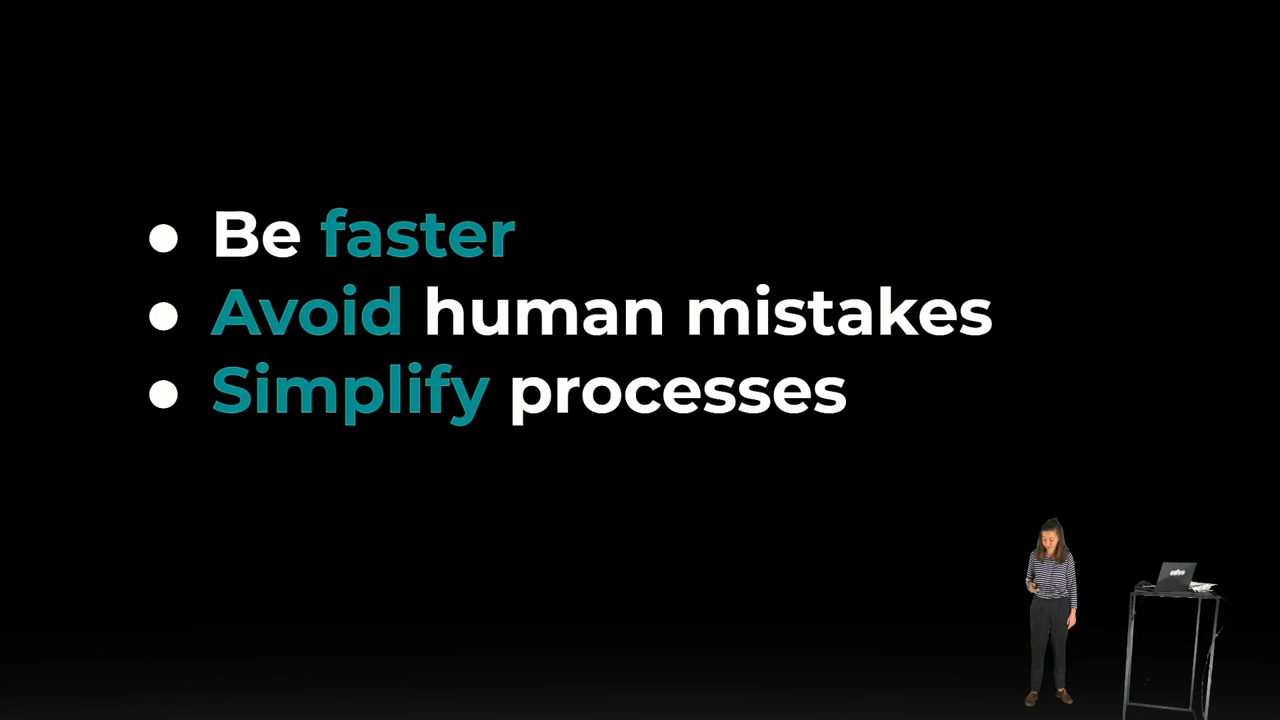 ● Be faster
● Avoid human mistakes
● Simplify processes